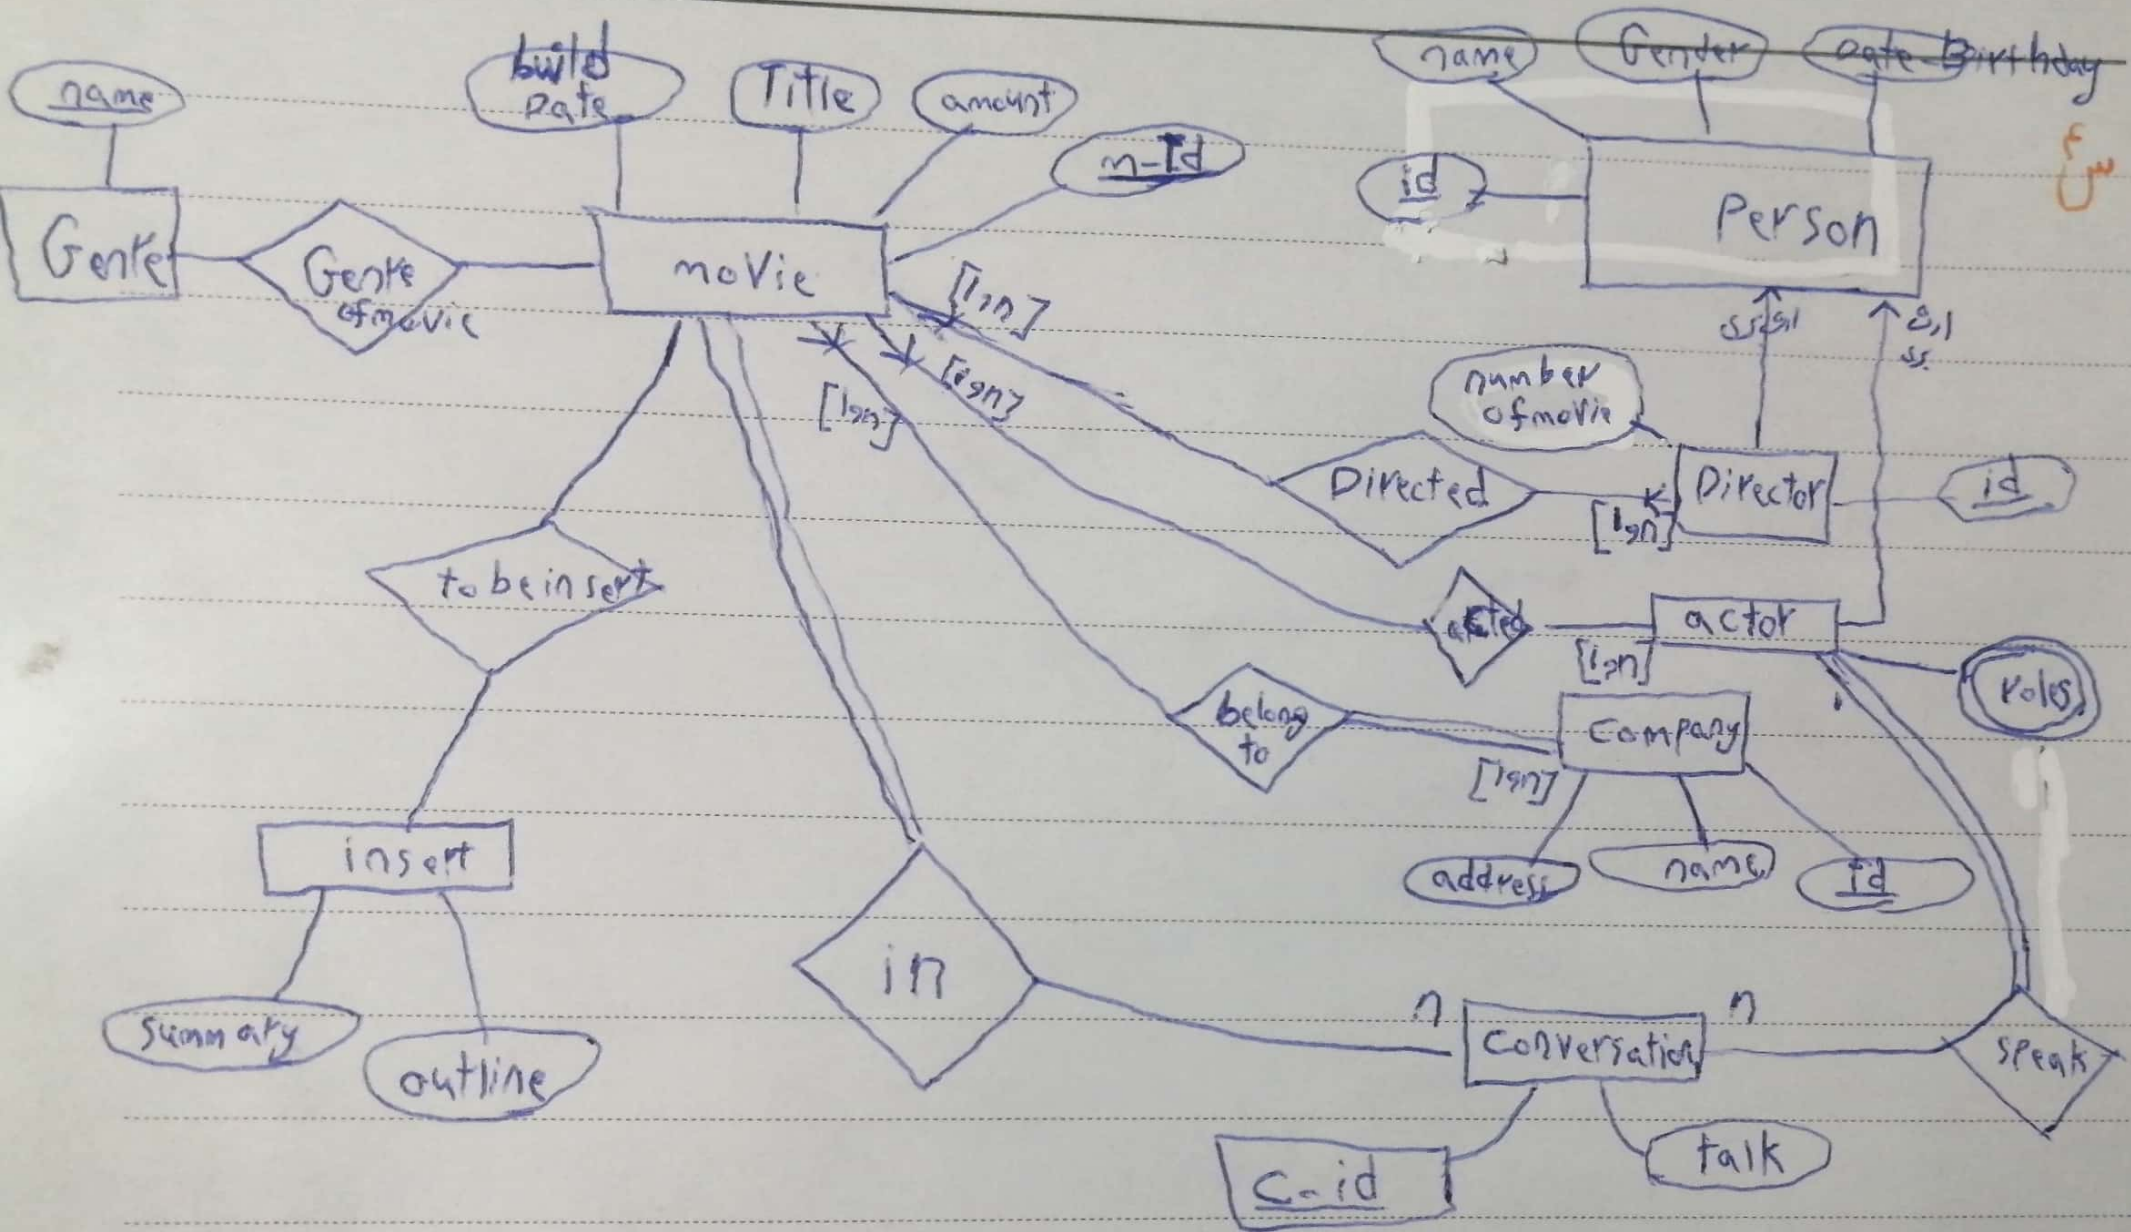 name
Gender
Date-Birthday
build
Date
Title
amount
name
m-Id
id
Person
Genre
Genre
of movie
movie
[1,n]
[1,n]
[1,n]
number
of movie
Directed
Director
[1,n]
id
to be insert
acted
actor
[1,n]
roles
belong
to
company
[1,n]
address
name
id
insert
in
n
conversation
n
speak
summary
outline
c-id
talk